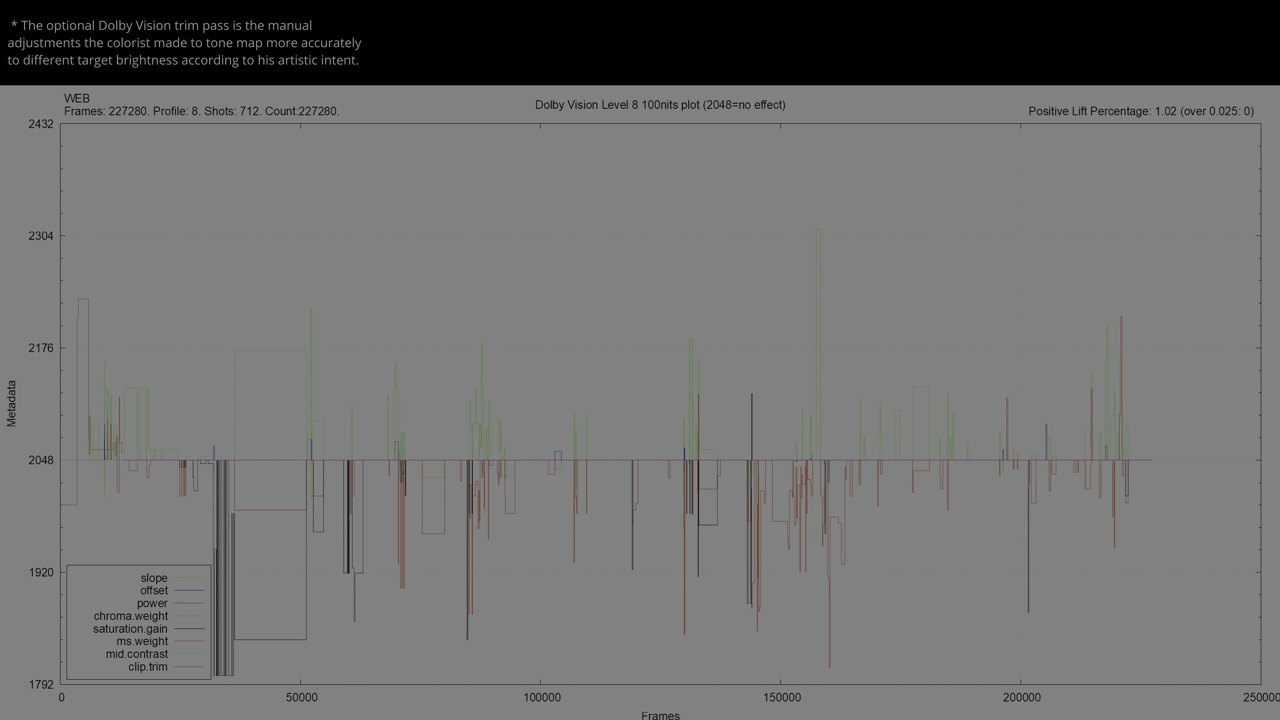 * The optional Dolby Vision trim pass is the manual
adjustments the colorist made to tone map more accurately
to different target brightness according to his artistic intent.
WEB
Frames: 227280. Profile: 8. Shots: 712. Count:227280.
Dolby Vision Level 8 100nits plot (2048=no effect)
Positive Lift Percentage: 1.02 (over 0.025: 0)
2432
2304
2176
2048
1920
1792
Metadata
slope
offset
power
chroma.weight
saturation.gain
ms.weight
mid.contrast
clip.trim
0
50000
100000
150000
200000
250000
Frames